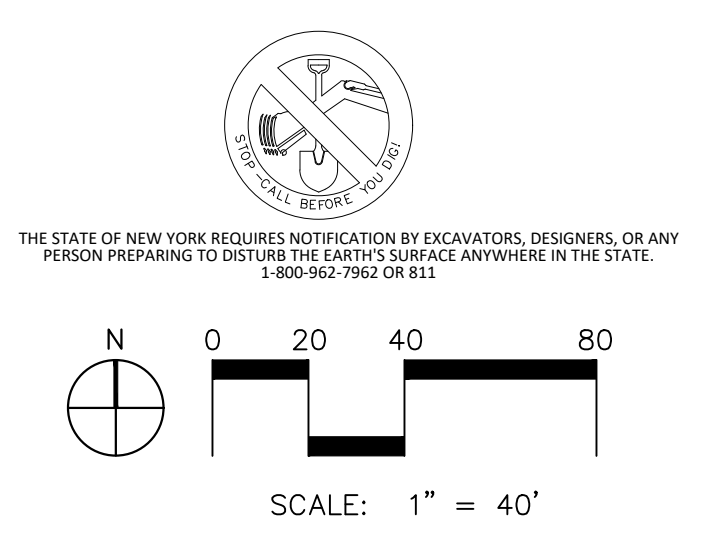 STOP-CALL BEFORE YOU DIG!
THE STATE OF NEW YORK REQUIRES NOTIFICATION BY EXCAVATORS, DESIGNERS, OR ANY
PERSON PREPARING TO DISTURB THE EARTH'S SURFACE ANYWHERE IN THE STATE.
1-800-962-7962 OR 811
N 0 20 40 80
SCALE: 1" = 40'